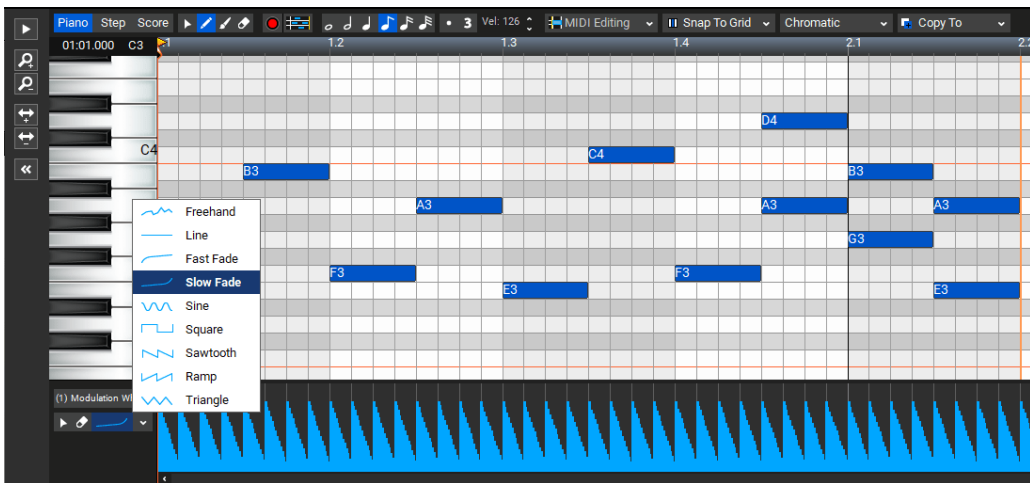 Piano Step Score 3 Vel: 126 MIDI Editing Snap To Grid Chromatic Copy To
01:01.000 C3 1 1.2 1.3 1.4 2.1
D4
C4 C4
B3 B3
A3 A3 A3
G3
F3 F3
E3 E3
Freehand
Line
Fast Fade
Slow Fade
Sine
Square
Sawtooth
Ramp
Triangle
(1) Modulation